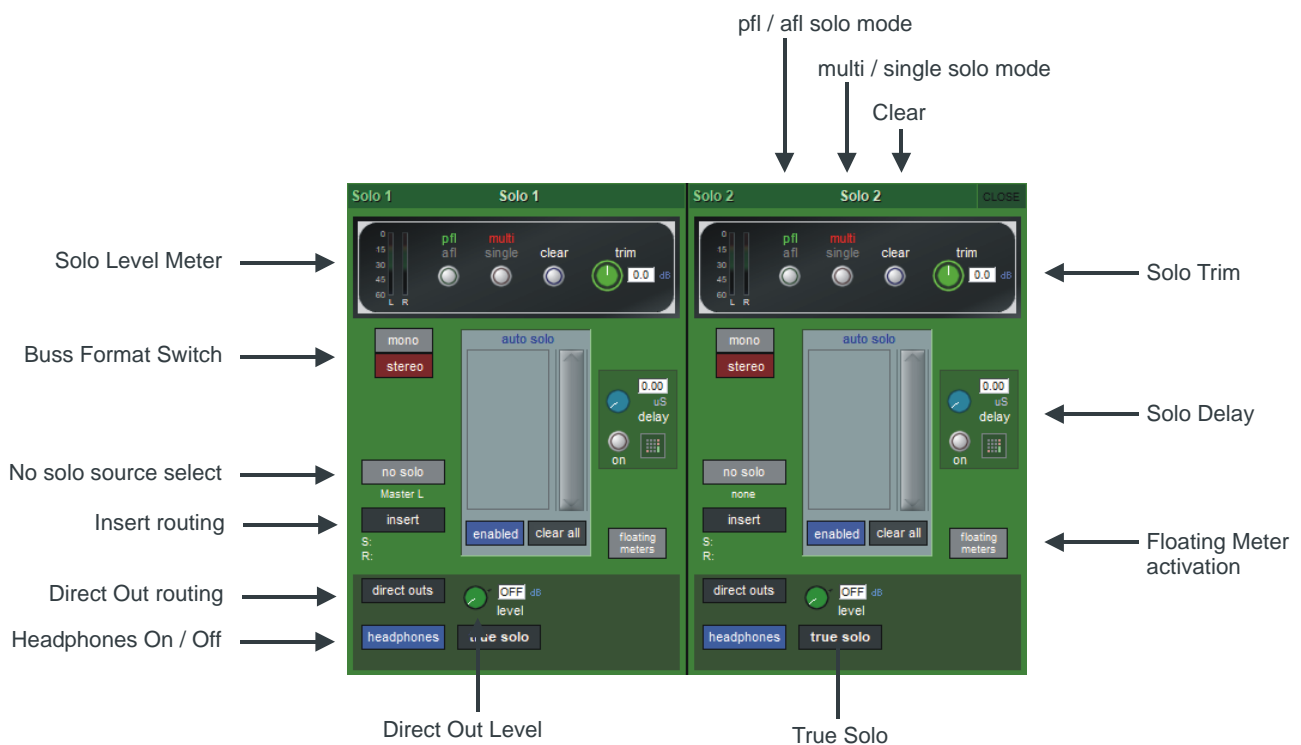 pfl / afl solo mode
multi / single solo mode
Clear
Solo 1 Solo 1 Solo 2 Solo 2 CLOSE
Solo Level Meter
0
15
30
45
60
L R
pfl
afl
multi
single
clear
trim
0.0 dB
0
15
30
45
60
L R
pfl
afl
multi
single
clear
trim
0.0 dB
Solo Trim
Buss Format Switch
mono
stereo
auto solo
0.00
uS
delay
on
mono
stereo
auto solo
0.00
uS
delay
on
Solo Delay
No solo source select
no solo
Master L
no solo
none
Insert routing
insert
S:
R:
enabled clear all
floating
meters
insert
S:
R:
enabled clear all
floating
meters
Floating Meter
activation
Direct Out routing
direct outs
OFF dB
level
direct outs
OFF dB
level
Headphones On / Off
headphones true solo
headphones true solo
Direct Out Level
True Solo